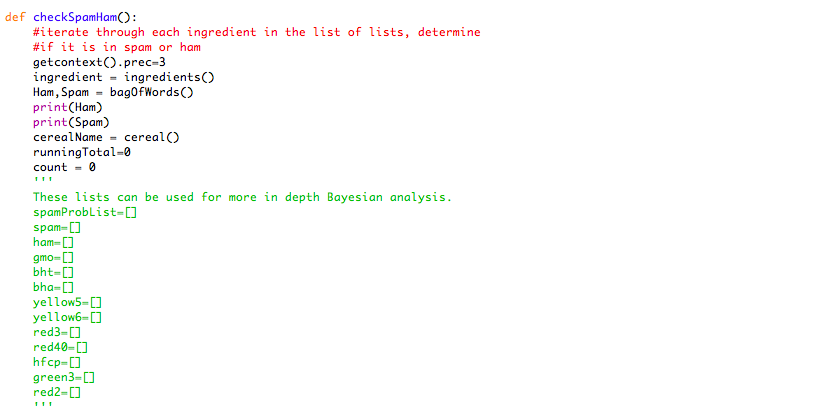 def checkSpamHam():
    #iterate through each ingredient in the list of lists, determine
    #if it is in spam or ham
    getcontext().prec=3
    ingredient = ingredients()
    Ham,Spam = bagOfWords()
    print(Ham)
    print(Spam)
    cerealName = cereal()
    runningTotal=0
    count = 0
    '''
    These lists can be used for more in depth Bayesian analysis.
    spamProbList=[]
    spam=[]
    ham=[]
    gmo=[]
    bht=[]
    bha=[]
    yellow5=[]
    yellow6=[]
    red3=[]
    red40=[]
    hfcp=[]
    green3=[]
    red2=[]
    '''